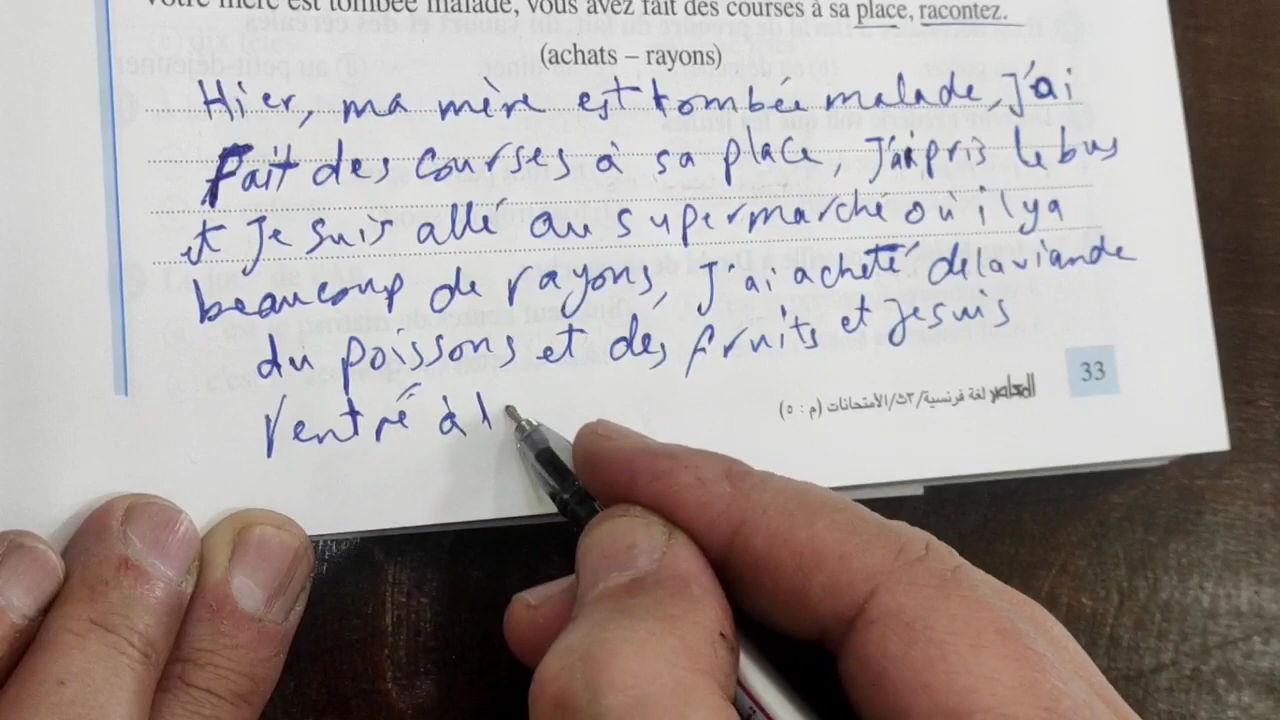 Votre mère est tombée malade, vous avez fait des courses à sa place, racontez.
(achats – rayons)
Hier, ma mère est tombée malade, j'ai
Fait des courses à sa place, J'ai pris le bus
et Je suis allé au supermarché où il y a
beaucoup de rayons, J'ai acheté de la viande
du poissons et des fruits et Je suis
rentré à l
33
المعاصر لغة فرنسية/٣ث/الامتحانات (م : ٥)